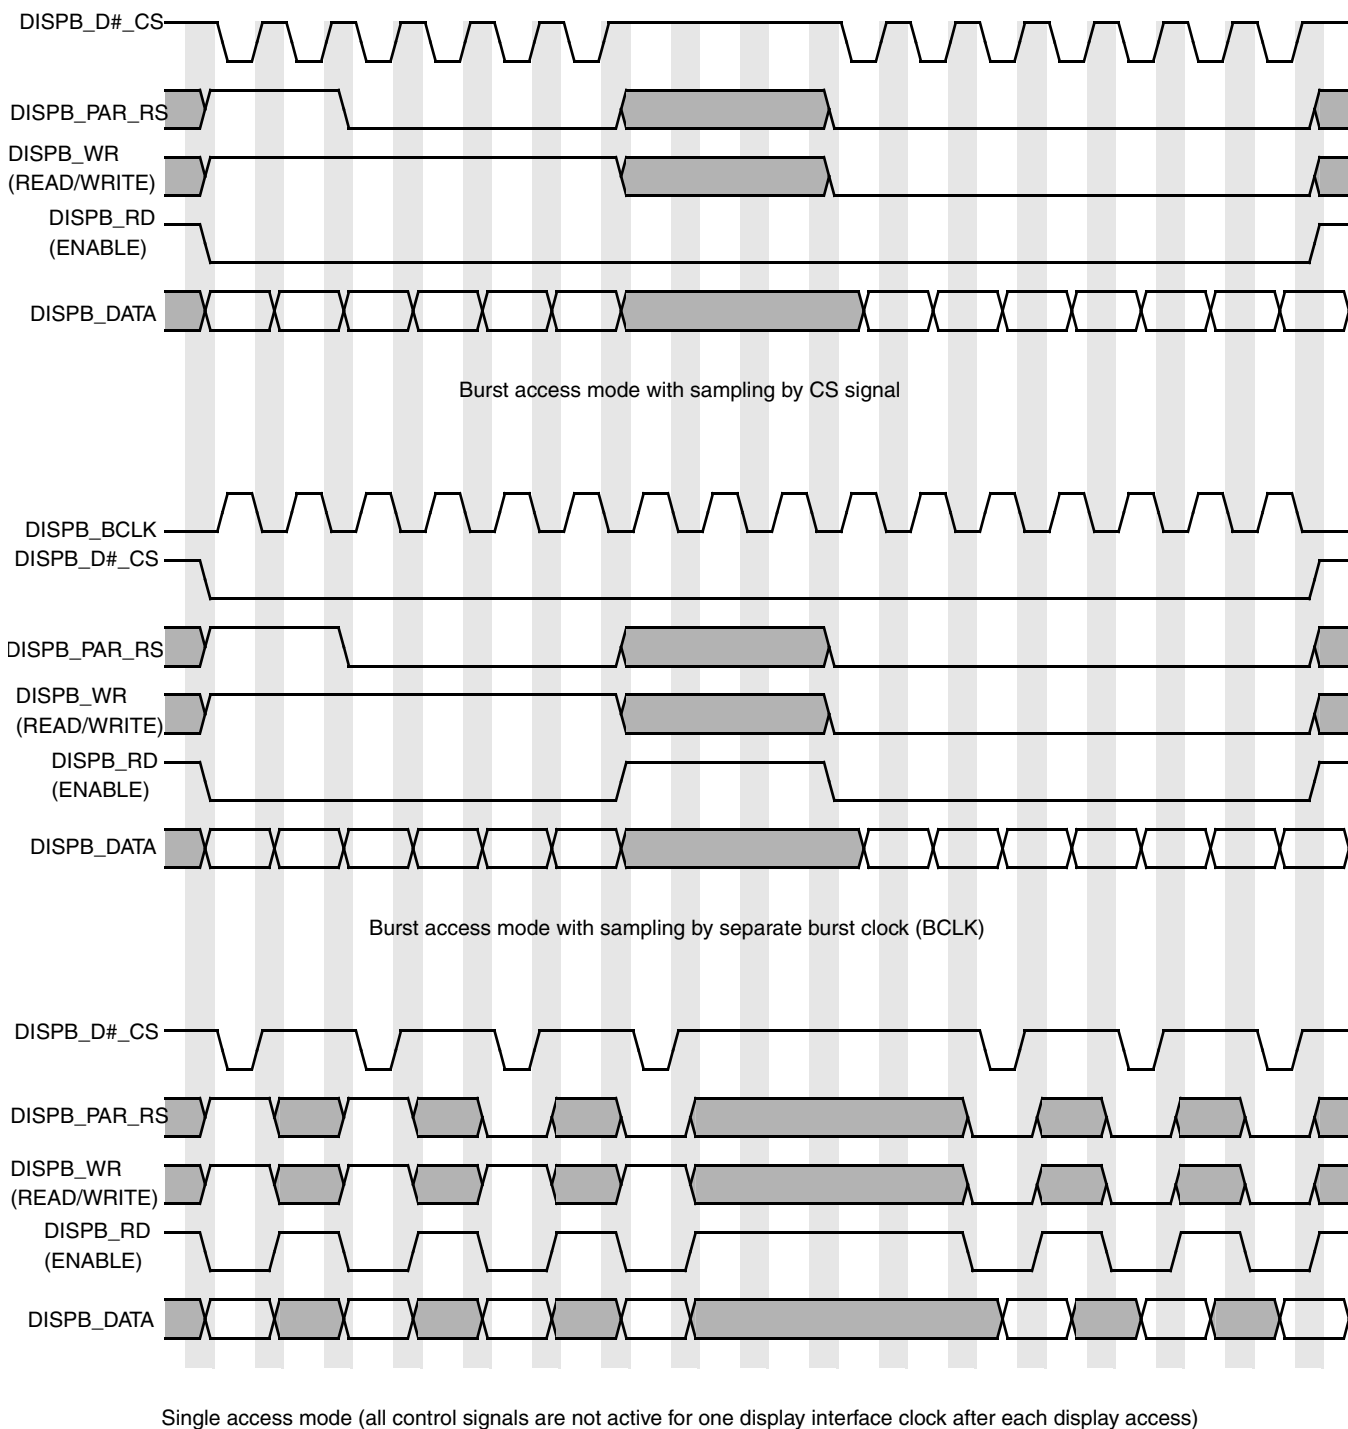 DISPB_D#_CS
DISPB_PAR_RS
DISPB_WR
(READ/WRITE)
DISPB_RD
(ENABLE)
DISPB_DATA
Burst access mode with sampling by CS signal
DISPB_BCLK
DISPB_D#_CS
DISPB_PAR_RS
DISPB_WR
(READ/WRITE)
DISPB_RD
(ENABLE)
DISPB_DATA
Burst access mode with sampling by separate burst clock (BCLK)
DISPB_D#_CS
DISPB_PAR_RS
DISPB_WR
(READ/WRITE)
DISPB_RD
(ENABLE)
DISPB_DATA
Single access mode (all control signals are not active for one display interface clock after each display access)